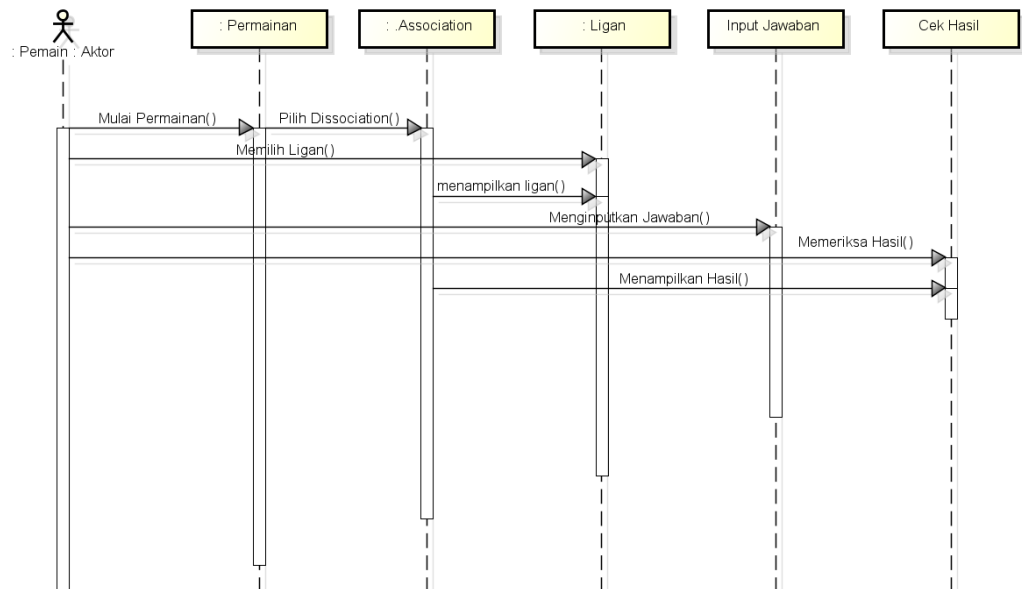 : Pemain : Aktor
: Permainan
: .Association
: Ligan
Input Jawaban
Cek Hasil
Mulai Permainan()
Pilih Dissociation()
Memilih Ligan()
menampilkan ligan()
Menginputkan Jawaban()
Memeriksa Hasil()
Menampilkan Hasil()